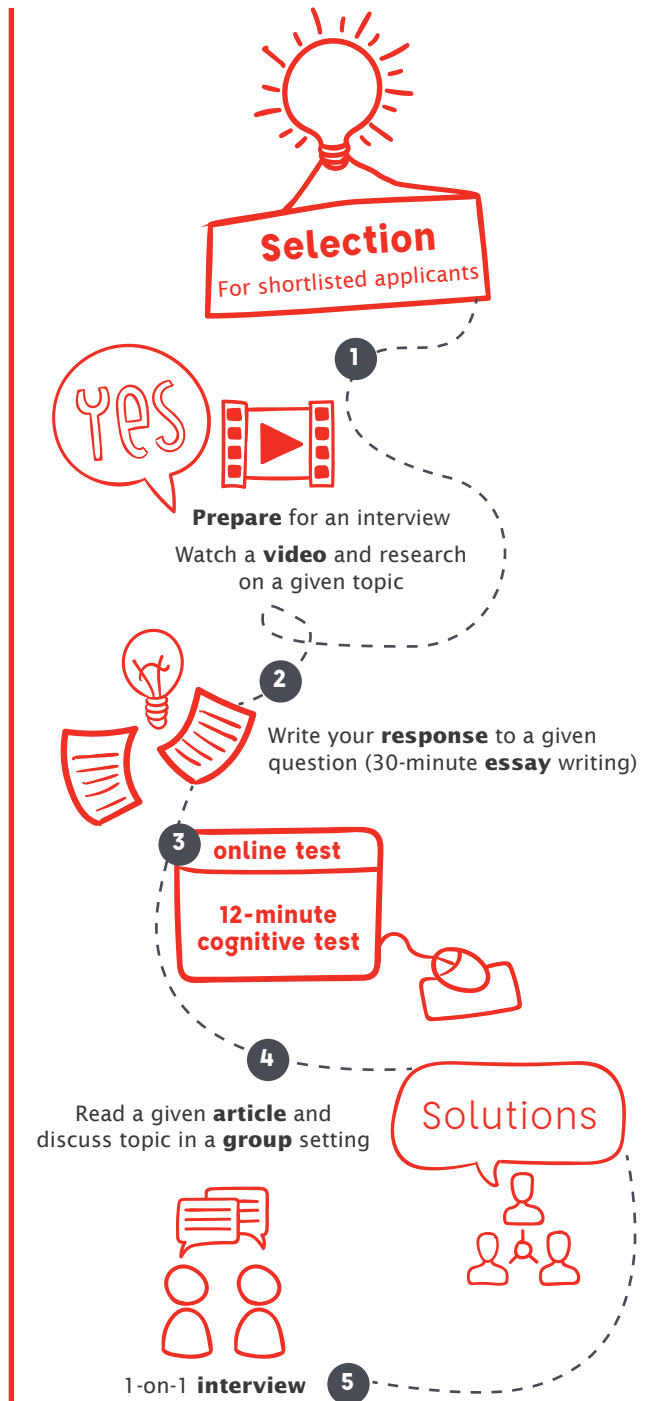 Selection
For shortlisted applicants
1
Yes
Prepare for an interview
Watch a video and research
on a given topic
2
Write your response to a given
question (30-minute essay writing)
3
online test
12-minute
cognitive test
4
Read a given article and
discuss topic in a group setting
Solutions
1-on-1 interview
5